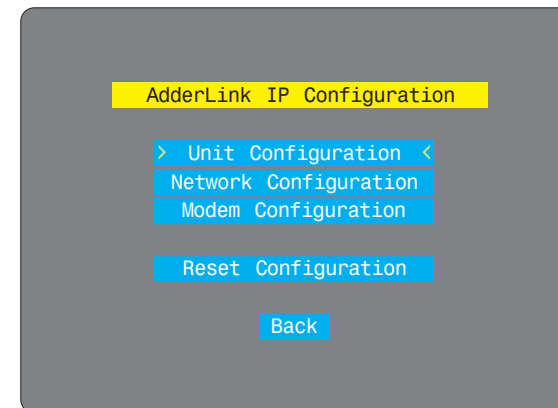 AdderLink IP Configuration
> Unit Configuration <
Network Configuration
Modem Configuration
Reset Configuration
Back